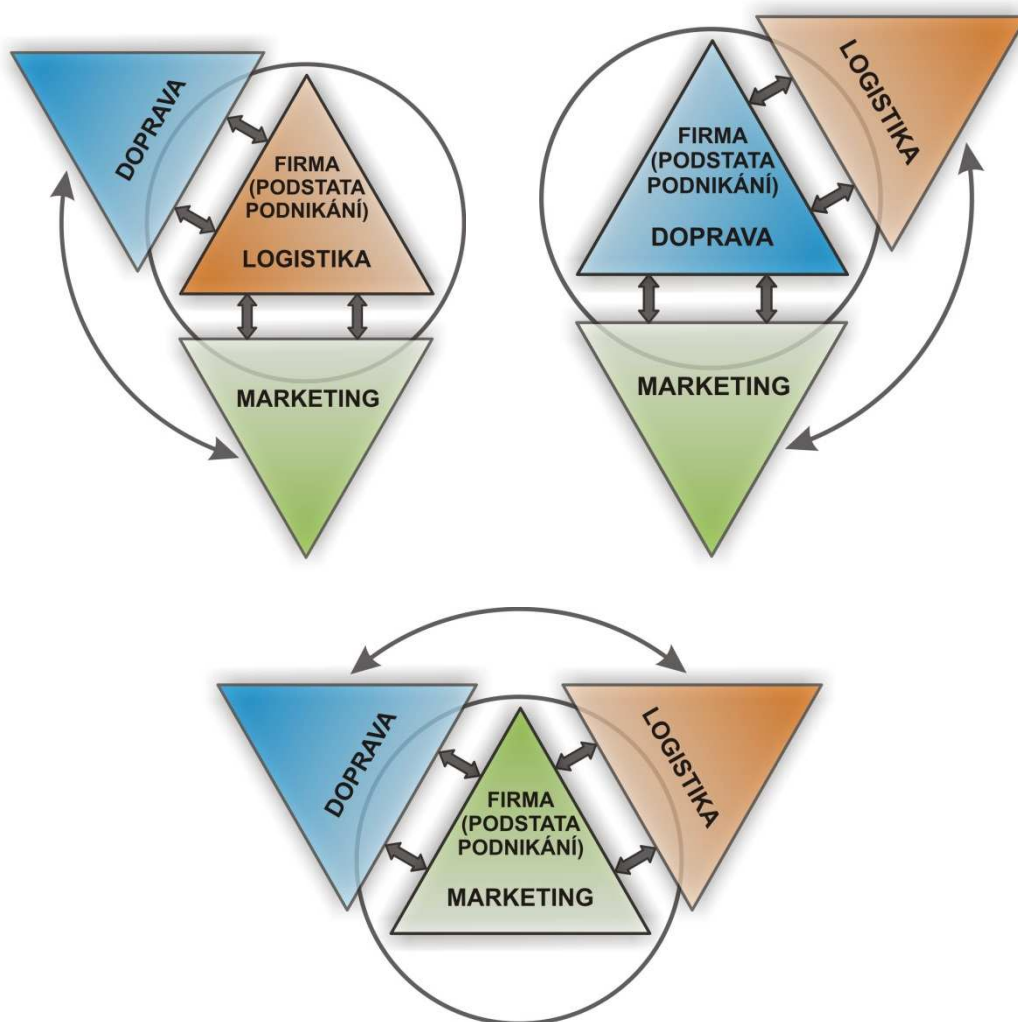 DOPRAVA
FIRMA
(PODSTATA
PODNIKÁNÍ)
LOGISTIKA
MARKETING
FIRMA
(PODSTATA
PODNIKÁNÍ)
DOPRAVA
LOGISTIKA
MARKETING
DOPRAVA
FIRMA
(PODSTATA
PODNIKÁNÍ)
MARKETING
LOGISTIKA